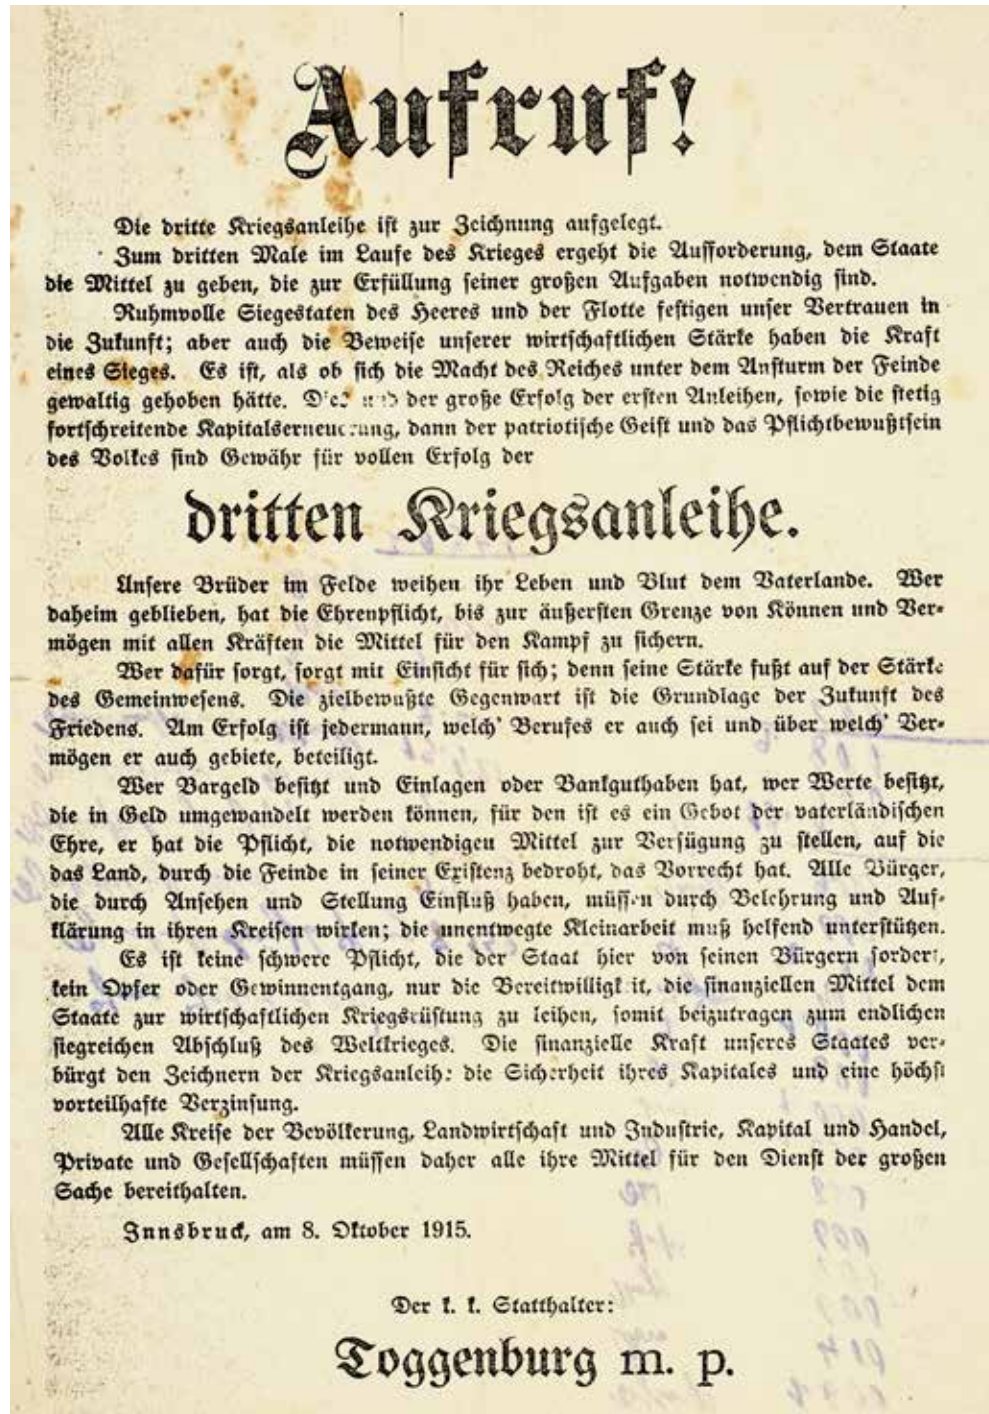 Aufruf!
Die dritte Kriegsanleihe ist zur Zeichnung aufgelegt.
Zum dritten Male im Laufe des Krieges ergeht die Aufforderung, dem Staate
die Mittel zu geben, die zur Erfüllung seiner großen Aufgaben notwendig sind.
Ruhmvolle Siegestaten des Heeres und der Flotte festigen unser Vertrauen in
die Zukunft; aber auch die Beweise unserer wirtschaftlichen Stärke haben die Kraft
eines Sieges. Es ist, als ob sich die Macht des Reiches unter dem Ansturm der Feinde
gewaltig gehoben hätte. Dies und der große Erfolg der ersten Anleihen, sowie die stetig
fortschreitende Kapitalserneuerung, dann der patriotische Geist und das Pflichtbewußtsein
des Volkes sind Gewähr für vollen Erfolg der
dritten Kriegsanleihe.
Unsere Brüder im Felde weihen ihr Leben und Blut dem Vaterlande. Wer
daheim geblieben, hat die Ehrenpflicht, bis zur äußersten Grenze von Können und Ver-
mögen mit allen Kräften die Mittel für den Kampf zu sichern.
Wer dafür sorgt, sorgt mit Einsicht für sich; denn seine Stärke fußt auf der Stärke
des Gemeinwesens. Die zielbewußte Gegenwart ist die Grundlage der Zukunft des
Friedens. Am Erfolg ist jedermann, welch' Berufes er auch sei und über welch' Ver-
mögen er auch gebiete, beteiligt.
Wer Bargeld besitzt und Einlagen oder Bankguthaben hat, wer Werte besitzt,
die in Geld umgewandelt werden können, für den ist es ein Gebot der vaterländischen
Ehre, er hat die Pflicht, die notwendigen Mittel zur Verfügung zu stellen, auf die
das Land, durch die Feinde in seiner Existenz bedroht, das Vorrecht hat. Alle Bürger,
die durch Ansehen und Stellung Einfluß haben, müssen durch Belehrung und Auf-
klärung in ihren Kreisen wirken; die unentwegte Kleinarbeit muß helfend unterstützen.
Es ist keine schwere Pflicht, die der Staat hier von seinen Bürgern fordert,
kein Opfer oder Gewinnentgang, nur die Bereitwilligkeit, die finanziellen Mittel dem
Staate zur wirtschaftlichen Kriegsrüstung zu leihen, somit beizutragen zum endlichen
siegreichen Abschluß des Weltkrieges. Die finanzielle Kraft unseres Staates ver-
bürgt den Zeichnern der Kriegsanleihe die Sicherheit ihres Kapitales und eine höchst
vorteilhafte Verzinsung.
Alle Kreise der Bevölkerung, Landwirtschaft und Industrie, Kapital und Handel,
Private und Gesellschaften müssen daher alle ihre Mittel für den Dienst der großen
Sache bereithalten.
Innsbruck, am 8. Oktober 1915.
Der k. k. Statthalter:
Toggenburg m. p.